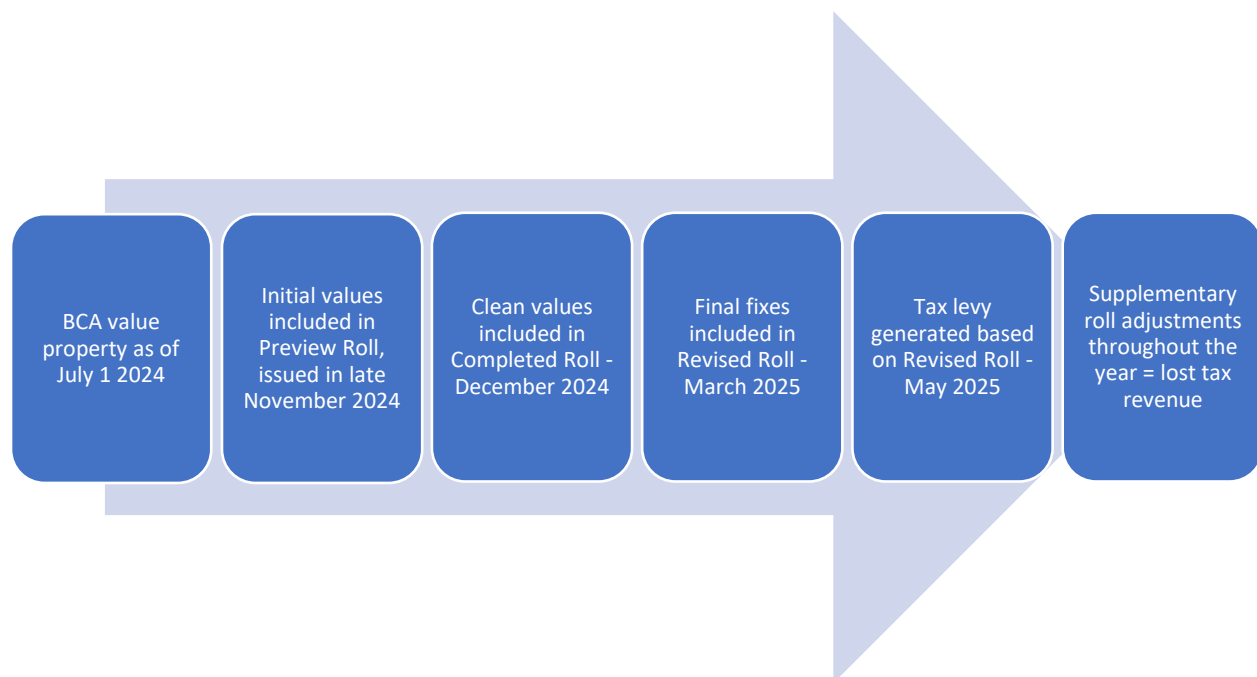 BCA value
property as of
July 1 2024
Initial values
included in
Preview Roll,
issued in late
November 2024
Clean values
included in
Completed Roll -
December 2024
Final fixes
included in
Revised Roll -
March 2025
Tax levy
generated based
on Revised Roll -
May 2025
Supplementary
roll adjustments
throughout the
year = lost tax
revenue